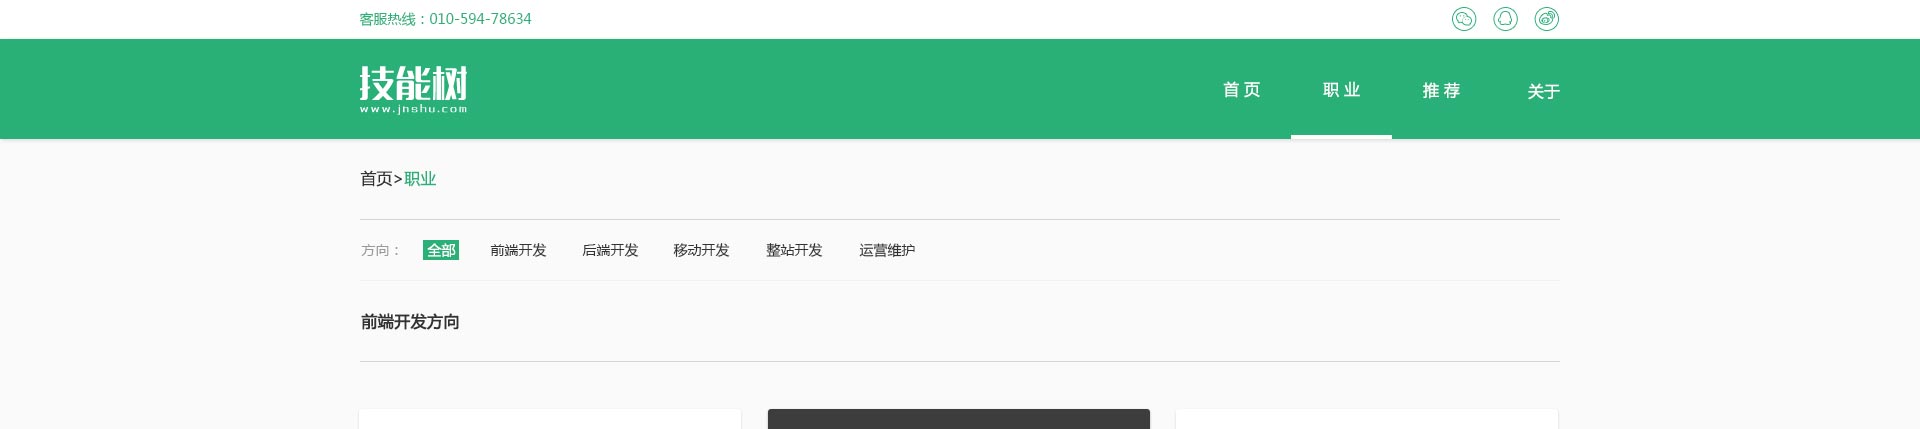 客服热线：010-594-78634
技能树
www.jnshu.com
首 页 职 业 推 荐 关于
首页>职业
方向： 全部 前端开发 后端开发 移动开发 整站开发 运营维护
前端开发方向